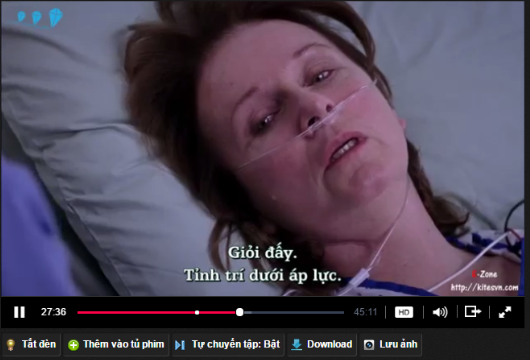 Giỏi đấy.
Tỉnh trí dưới áp lực.
-Zone
http://kitesvn.com
27:36
45:11
HD
Tắt đèn
Thêm vào tủ phim
Tự chuyển tập: Bật
Download
Lưu ảnh